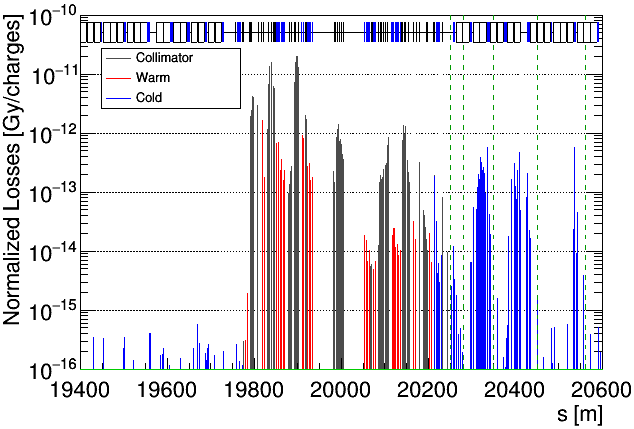 10⁻¹⁰
10⁻¹¹
10⁻¹²
10⁻¹³
10⁻¹⁴
10⁻¹⁵
10⁻¹⁶
Normalized Losses [Gy/charges]
Collimator
Warm
Cold
19400 19600 19800 20000 20200 20400 20600
s [m]